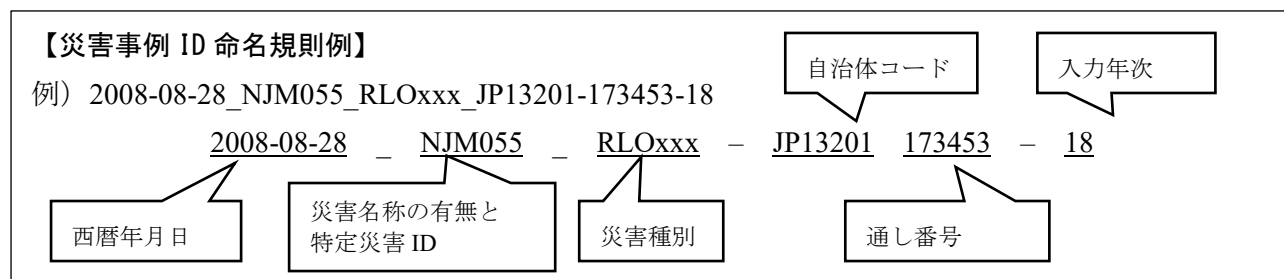 【災害事例 ID 命名規則例】
自治体コード
入力年次
例）2008-08-28_NJM055_RLOxxx_JP13201-173453-18
2008-08-28 _ NJM055 _ RLOxxx – JP13201 173453 – 18
西暦年月日
災害名称の有無と
特定災害 ID
災害種別
通し番号